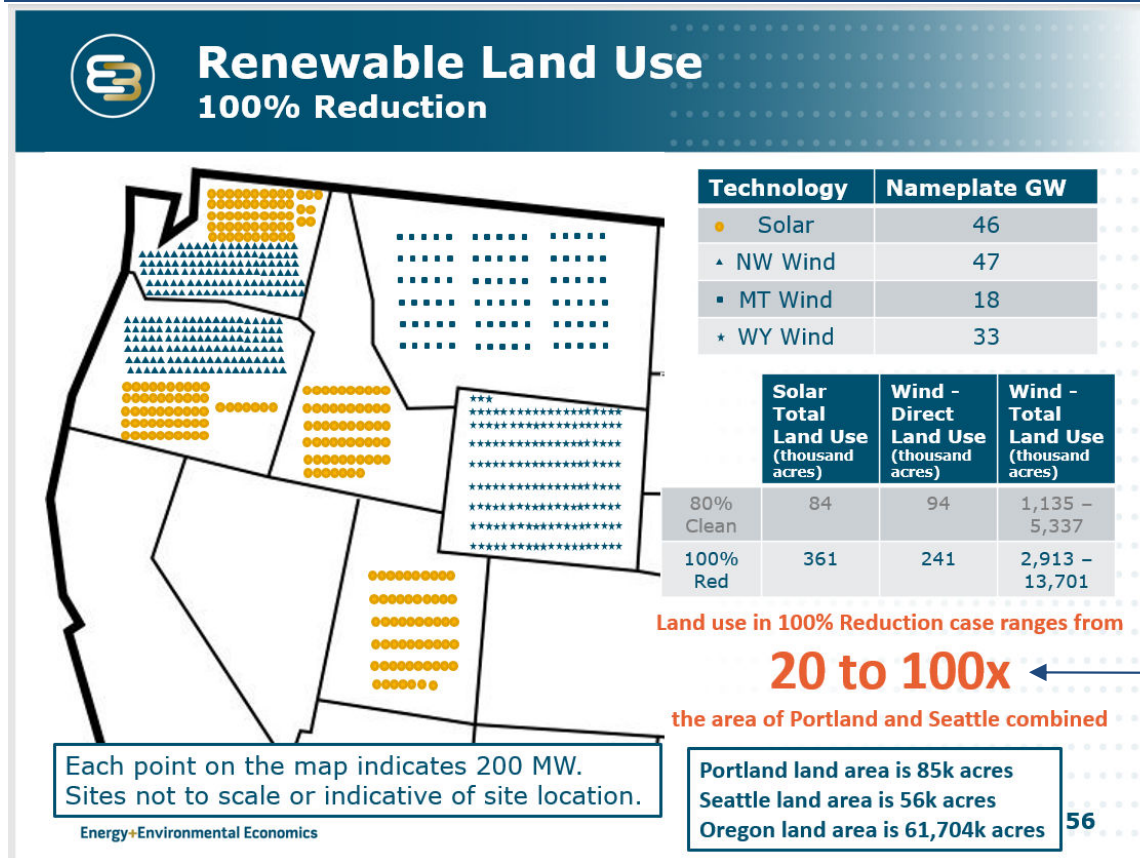 Renewable Land Use
100% Reduction
Technology Nameplate GW
Solar 46
NW Wind 47
MT Wind 18
WY Wind 33
Solar Total Land Use (thousand acres) Wind - Direct Land Use (thousand acres) Wind - Total Land Use (thousand acres)
80% Clean 84 94 1,135 – 5,337
100% Red 361 241 2,913 – 13,701
Land use in 100% Reduction case ranges from
20 to 100x
the area of Portland and Seattle combined
Each point on the map indicates 200 MW.
Sites not to scale or indicative of site location.
Portland land area is 85k acres
Seattle land area is 56k acres
Oregon land area is 61,704k acres
Energy+Environmental Economics
56